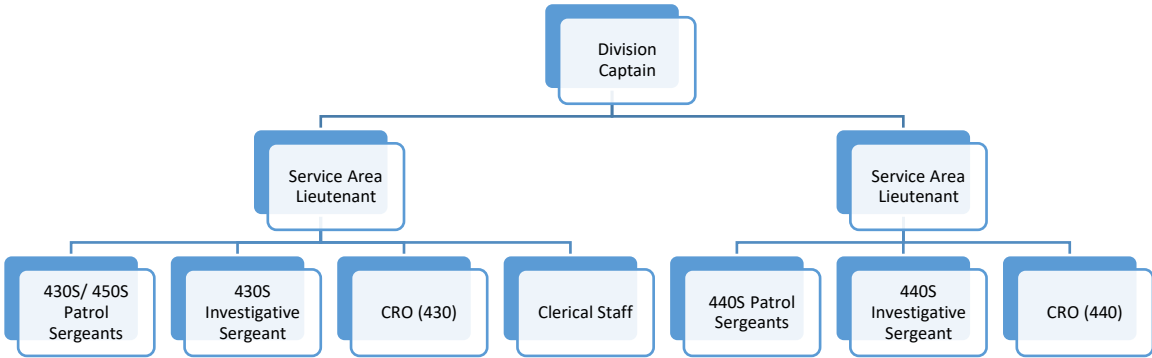 Division
Captain
Service Area
Lieutenant
Service Area
Lieutenant
430S/ 450S
Patrol
Sergeants
430S
Investigative
Sergeant
CRO (430)
Clerical Staff
440S Patrol
Sergeants
440S
Investigative
Sergeant
CRO (440)